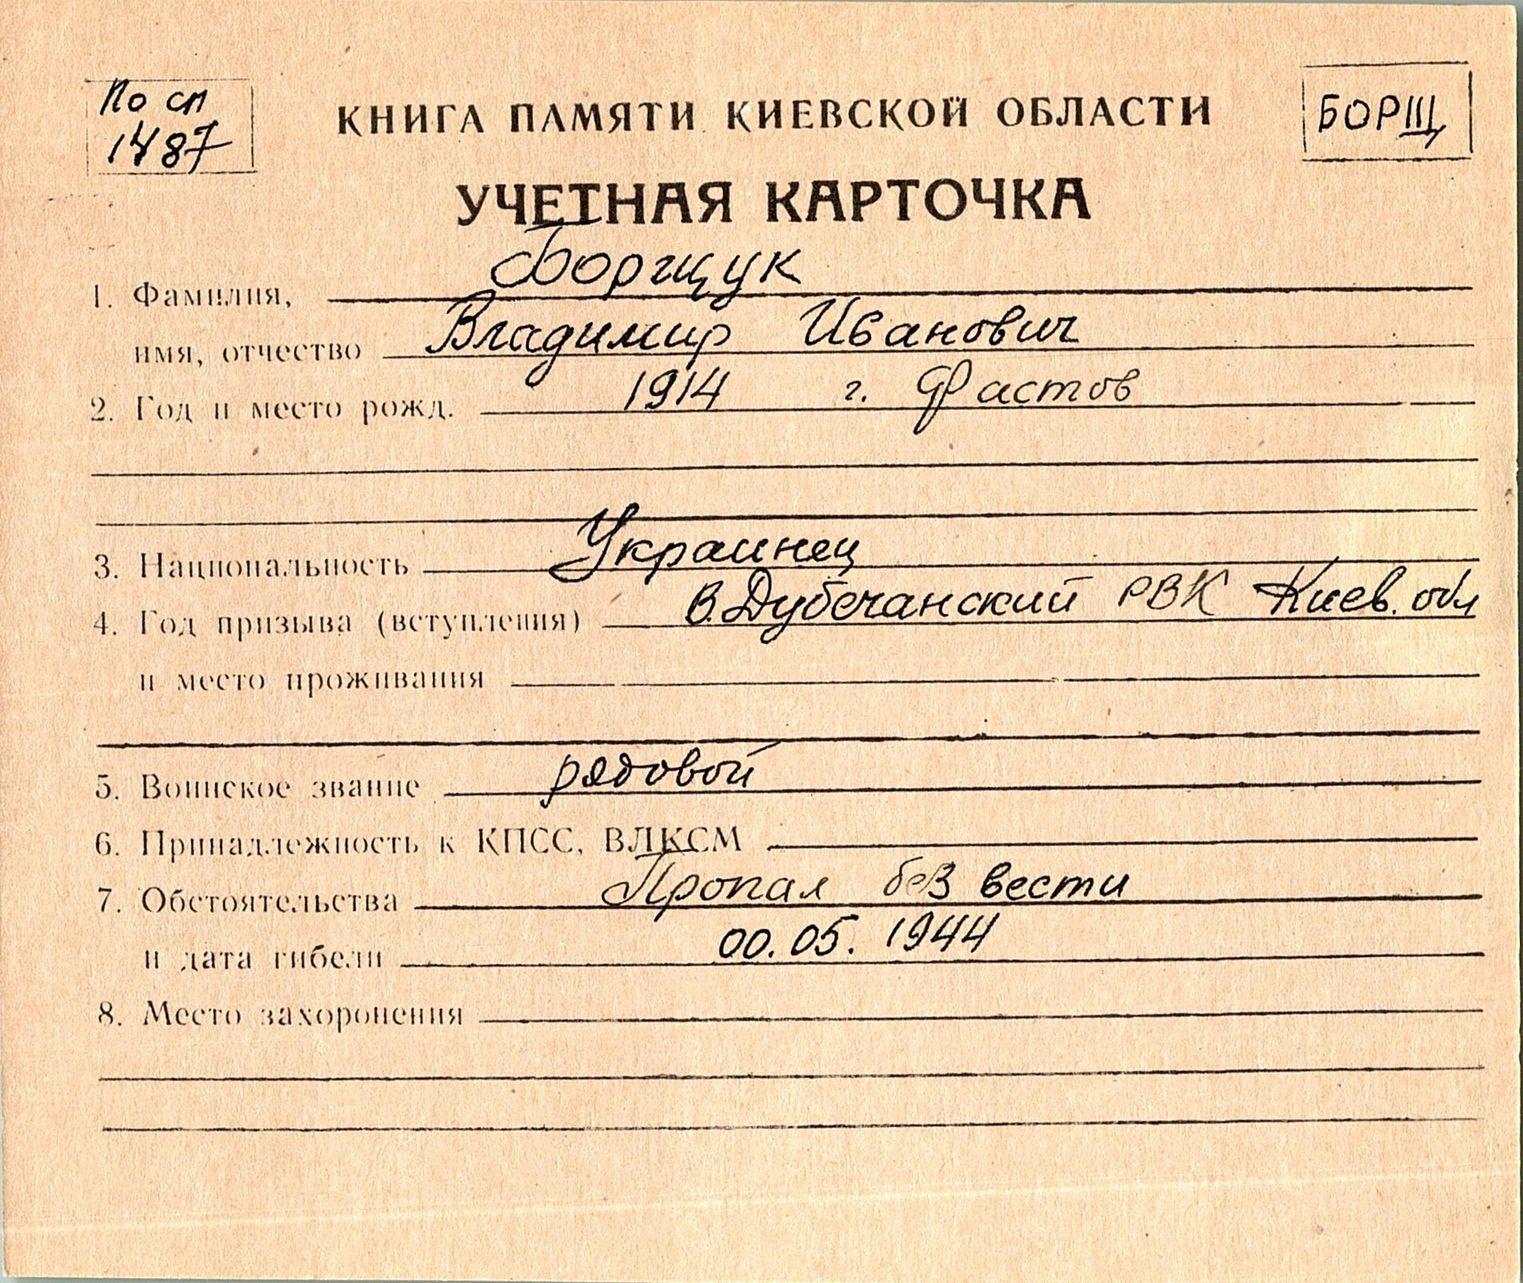 По сп
1487
КНИГА ПАМЯТИ КИЕВСКОЙ ОБЛАСТИ
БОРЩ
УЧЕТНАЯ КАРТОЧКА
1. Фамилия, Борщук
имя, отчество Владимир Иванович
2. Год и место рожд. 1914 г. Фастов
3. Национальность Украинец
4. Год призыва (вступления) В.Дубечанский РВК Киев. обл
и место проживания
5. Воинское звание рядовой
6. Принадлежность к КПСС, ВЛКСМ
7. Обстоятельства Пропал без вести
и дата гибели 00.05.1944
8. Место захоронения